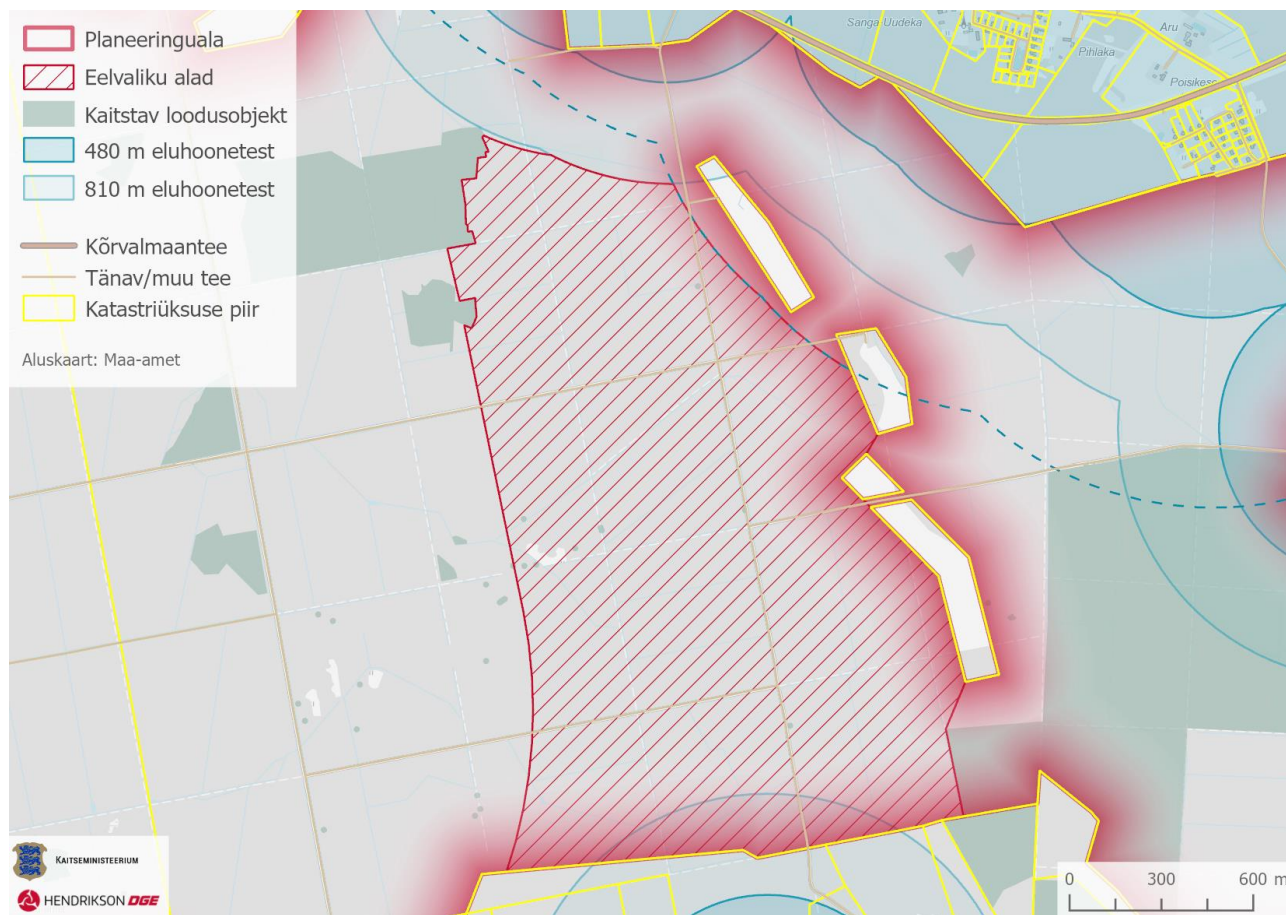 Planeeringuala
Eelvaliku alad
Kaitstav loodusobjekt
480 m eluhoonetest
810 m eluhoonetest
Kõrvalmaantee
Tänav/muu tee
Katastriüksuse piir
Aluskaart: Maa-amet
Sanga-Uudeka
Aru
Pihlaka
KAITSEMINISTEERIUM
HENDRIKSON DGE
0 300 600 m